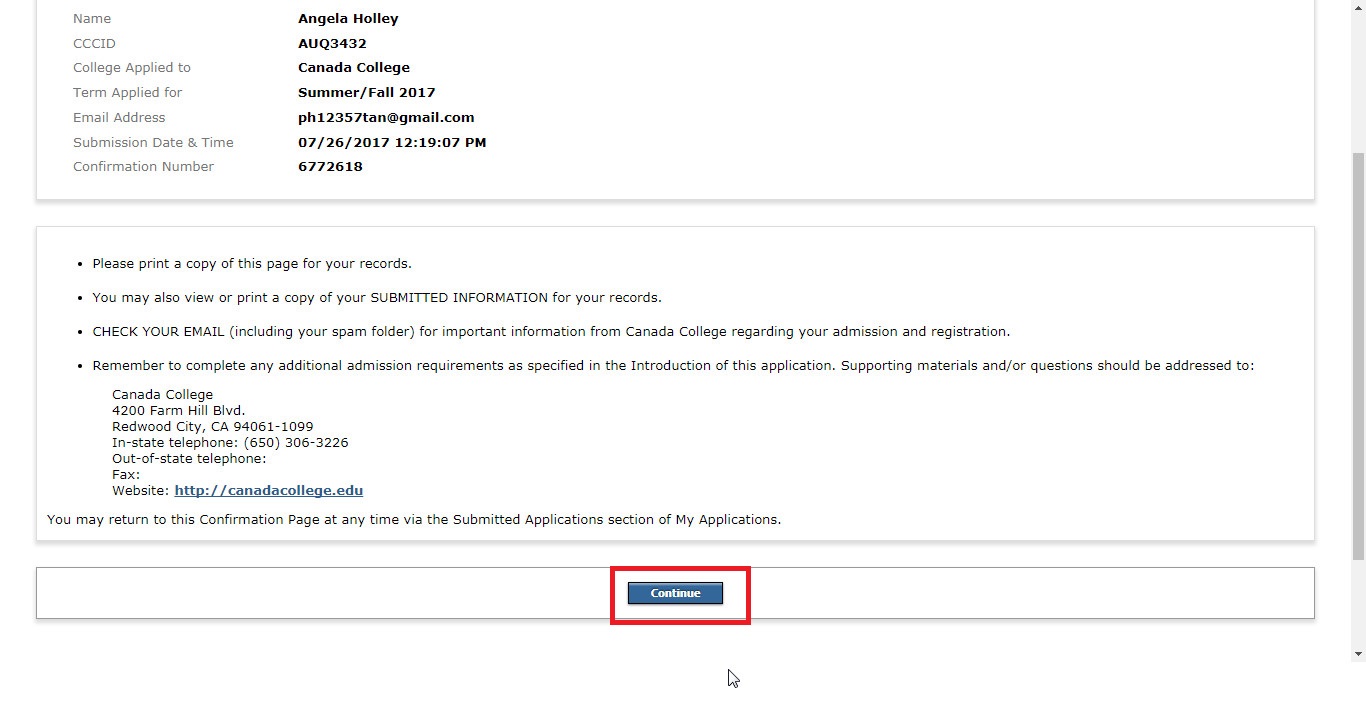 Name Angela Holley
CCCID AUQ3432
College Applied to Canada College
Term Applied for Summer/Fall 2017
Email Address ph12357tan@gmail.com
Submission Date & Time 07/26/2017 12:19:07 PM
Confirmation Number 6772618
• Please print a copy of this page for your records.
• You may also view or print a copy of your SUBMITTED INFORMATION for your records.
• CHECK YOUR EMAIL (including your spam folder) for important information from Canada College regarding your admission and registration.
• Remember to complete any additional admission requirements as specified in the Introduction of this application. Supporting materials and/or questions should be addressed to:
Canada College
4200 Farm Hill Blvd.
Redwood City, CA 94061-1099
In-state telephone: (650) 306-3226
Out-of-state telephone:
Fax:
Website: http://canadacollege.edu
You may return to this Confirmation Page at any time via the Submitted Applications section of My Applications.
Continue